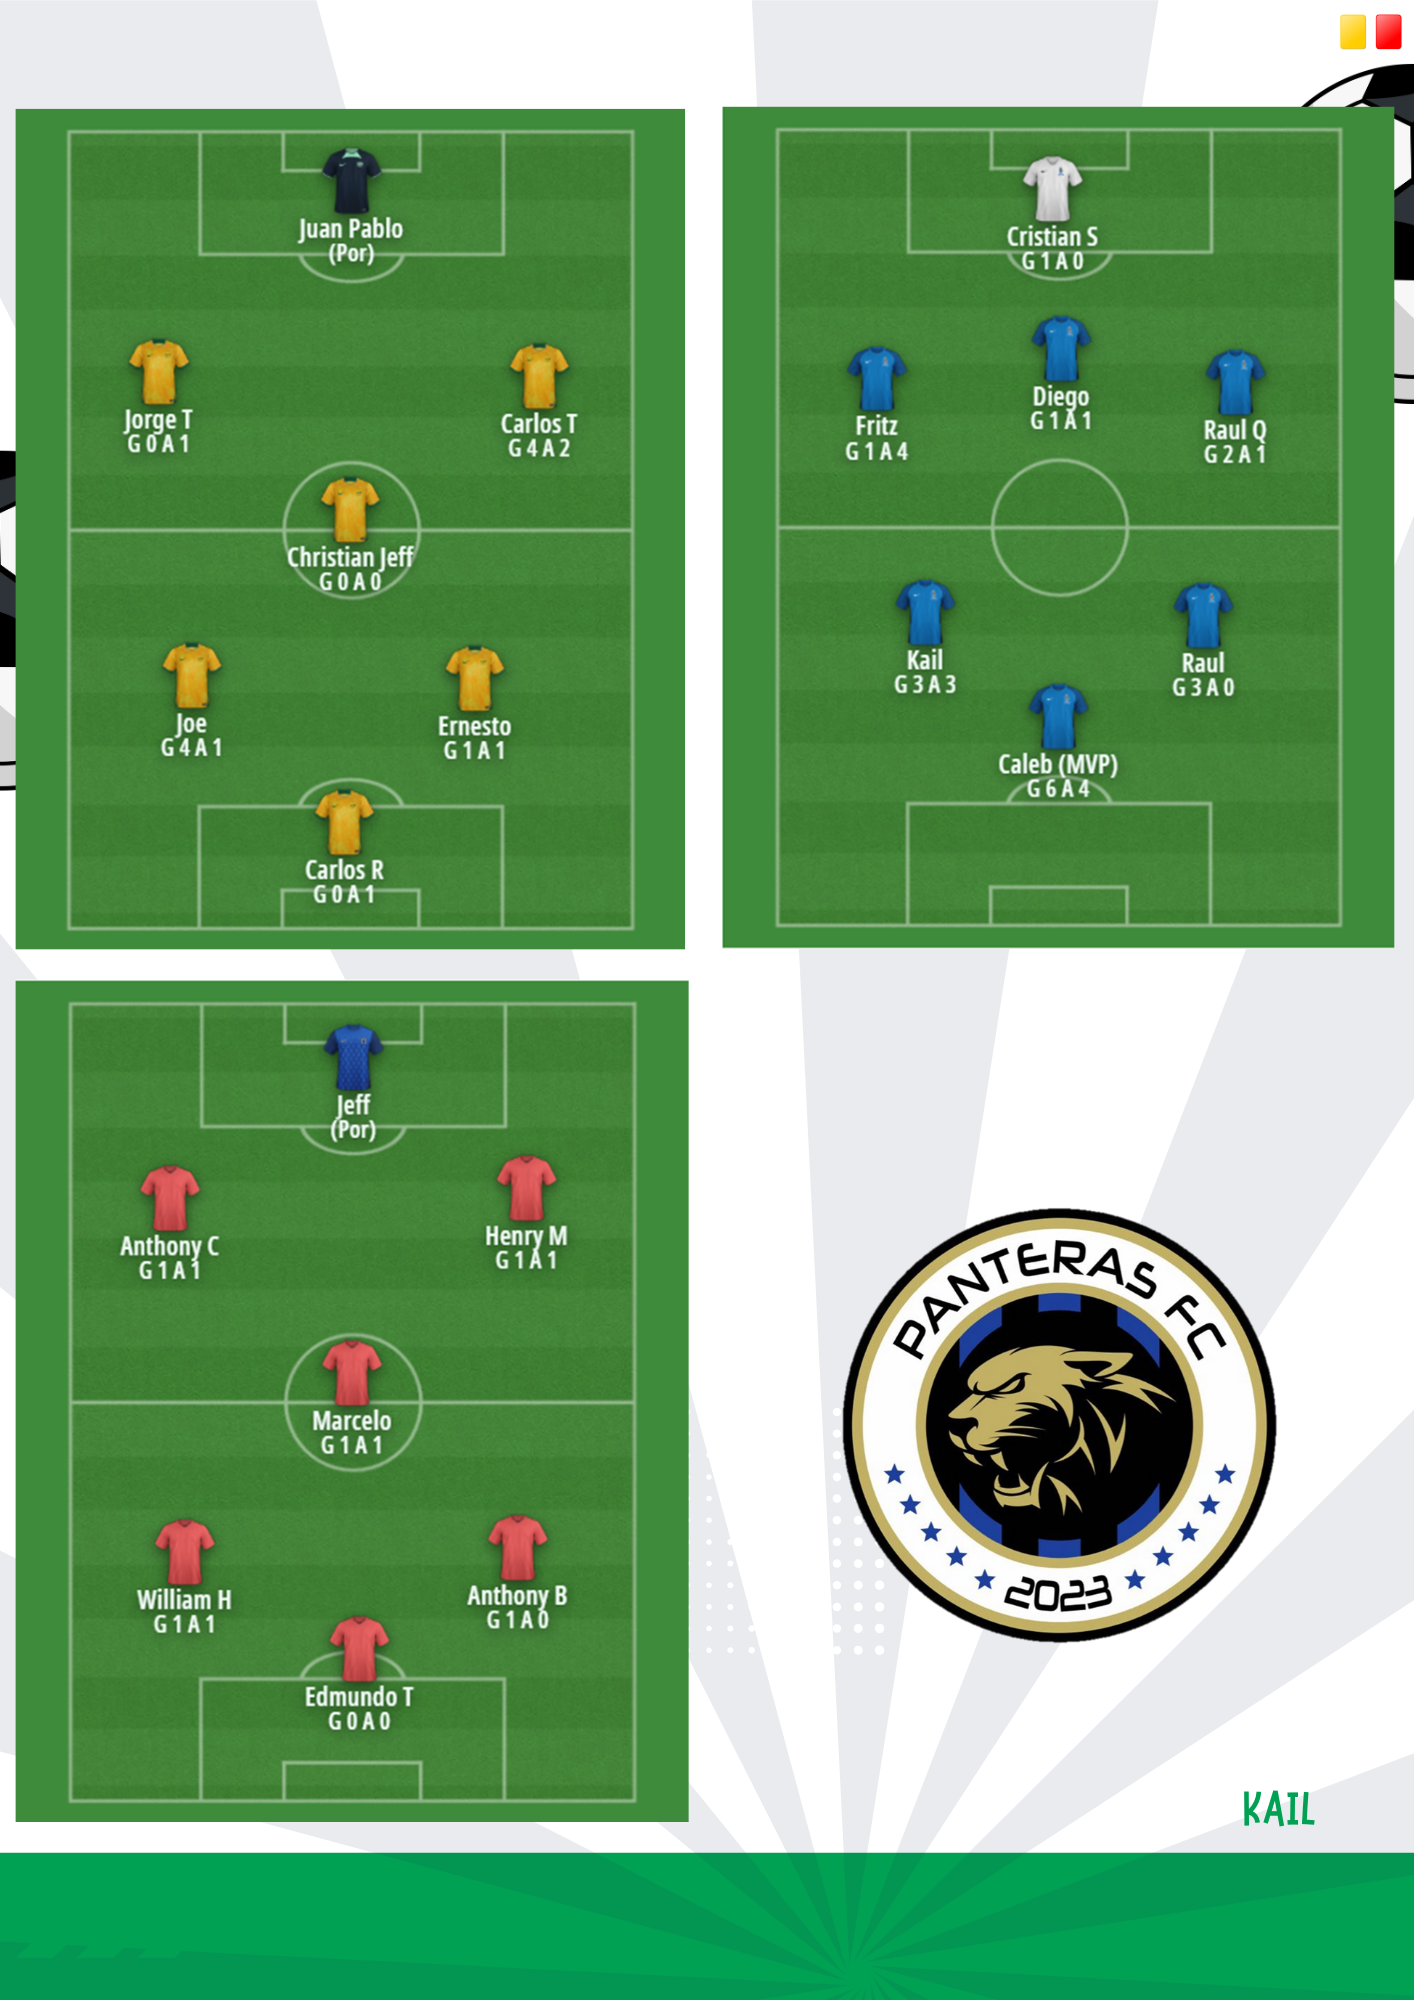 Juan Pablo
(Por)
Jorge T
G 0 A 1
Carlos T
G 4 A 2
Christian Jeff
G 0 A 0
Joe
G 4 A 1
Ernesto
G 1 A 1
Carlos R
G 0 A 1
Cristian S
G 1 A 0
Fritz
G 1 A 4
Diego
G 1 A 1
Raul Q
G 2 A 1
Kail
G 3 A 3
Raul
G 3 A 0
Caleb (MVP)
G 6 A 4
Jeff
(Por)
Anthony C
G 1 A 1
Henry M
G 1 A 1
Marcelo
G 1 A 1
William H
G 1 A 1
Anthony B
G 1 A 0
Edmundo T
G 0 A 0
PANTERAS FC
2023
KAIL